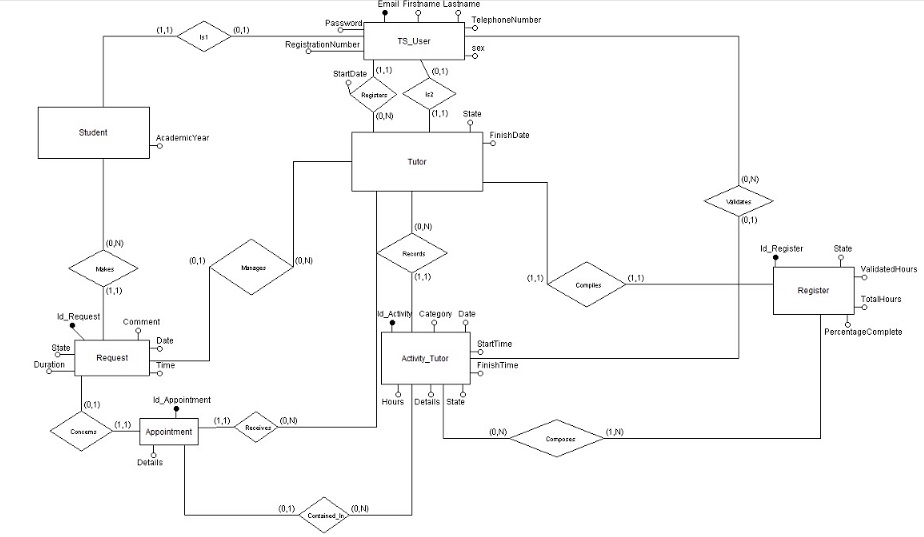 Email Firstname Lastname
Password
TelephoneNumber
(1,1)
Is1
(0,1)
TS_User
RegistrationNumber
sex
StartDate
(1,1)
(0,1)
Registers
Is2
(0,N)
(1,1)
State
Student
AcademicYear
FinishDate
Tutor
(0,N)
Validates
(0,1)
(0,N)
(0,N)
Makes
(0,1)
Manages
(0,N)
Records
Id_Register
State
(1,1)
(1,1)
(1,1)
Compiles
(1,1)
ValidatedHours
Register
TotalHours
PercentageComplete
Id_Request
Comment
Id_Activity
Category
Date
State
Date
Request
Duration
Time
StartTime
Activity_Tutor
FinishTime
Hours
Details
State
(0,1)
Id_Appointment
Concerns
(1,1)
Appointment
(1,1)
Receives
(0,N)
Details
(0,N)
Composes
(1,N)
(0,1)
Contained_In
(0,N)